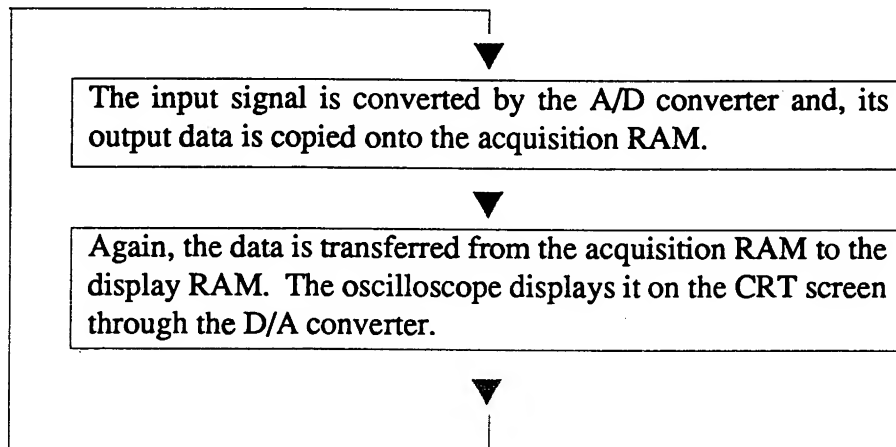 The input signal is converted by the A/D converter and, its
output data is copied onto the acquisition RAM.
Again, the data is transferred from the acquisition RAM to the
display RAM. The oscilloscope displays it on the CRT screen
through the D/A converter.